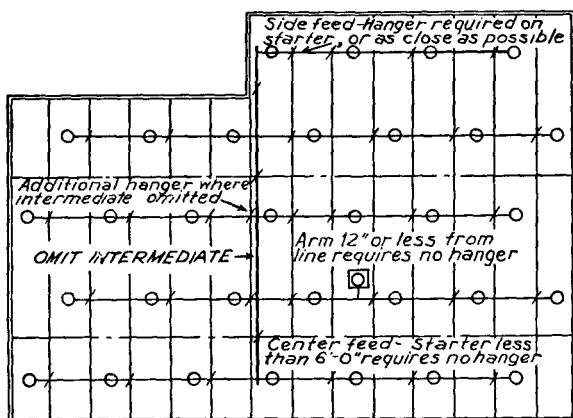 Side feed-Hanger required on
starter, or as close as possible
Additional hanger where
intermediate omitted
Arm 12" or less from
line requires no hanger
OMIT INTERMEDIATE
Center feed- Starter less
than 6'-0" requires no hanger